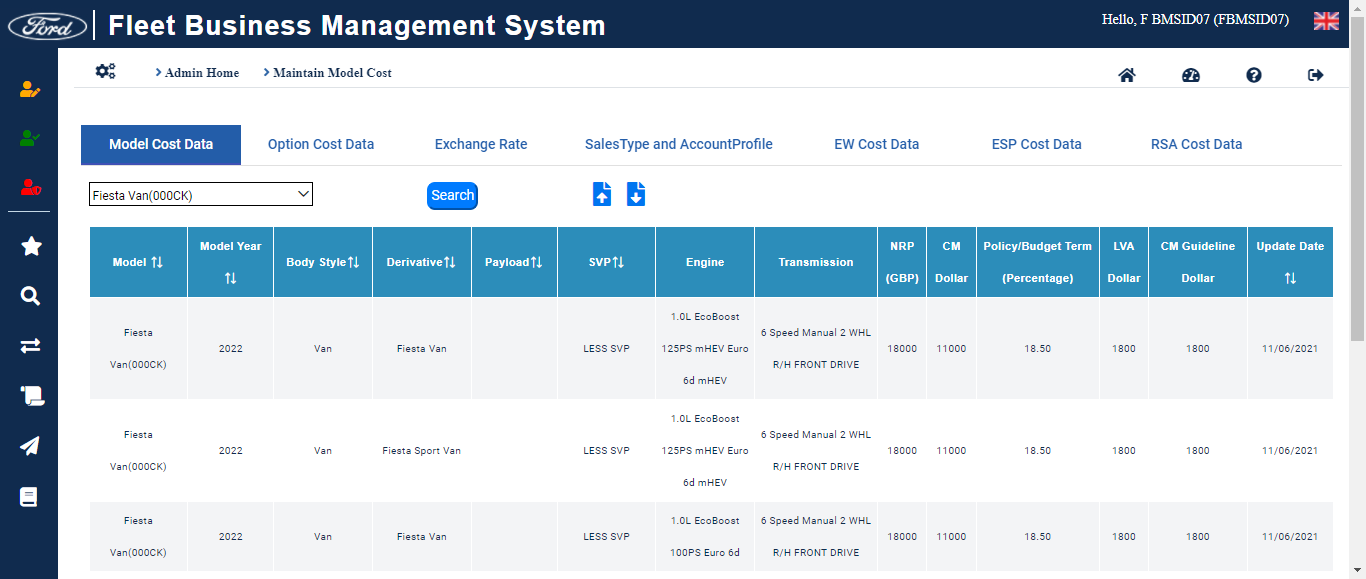 Ford
Fleet Business Management System
Hello, F BMSID07 (FBMSID07)
Admin Home
Maintain Model Cost
Model Cost Data
Option Cost Data
Exchange Rate
SalesType and AccountProfile
EW Cost Data
ESP Cost Data
RSA Cost Data
Fiesta Van(000CK)
Search
Model
Model Year
Body Style
Derivative
Payload
SVP
Engine
Transmission
NRP
(GBP)
CM
Dollar
Policy/Budget Term
(Percentage)
LVA
Dollar
CM Guideline
Dollar
Update Date
Fiesta
Van(000CK)
2022
Van
Fiesta Van
LESS SVP
1.0L EcoBoost
125PS mHEV Euro
6d mHEV
6 Speed Manual 2 WHL
R/H FRONT DRIVE
18000
11000
18.50
1800
1800
11/06/2021
Fiesta
Van(000CK)
2022
Van
Fiesta Sport Van
LESS SVP
1.0L EcoBoost
125PS mHEV Euro
6d mHEV
6 Speed Manual 2 WHL
R/H FRONT DRIVE
18000
11000
18.50
1800
1800
11/06/2021
Fiesta
Van(000CK)
2022
Van
Fiesta Van
LESS SVP
1.0L EcoBoost
100PS Euro 6d
6 Speed Manual 2 WHL
R/H FRONT DRIVE
18000
11000
18.50
1800
1800
11/06/2021